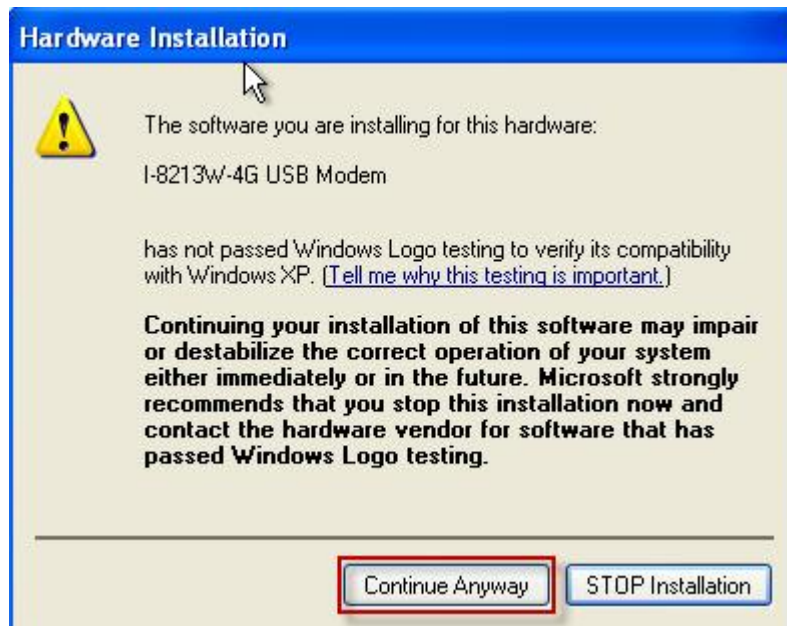 Hardware Installation
The software you are installing for this hardware:
I-8213W-4G USB Modem
has not passed Windows Logo testing to verify its compatibility
with Windows XP. (Tell me why this testing is important.)
Continuing your installation of this software may impair
or destabilize the correct operation of your system
either immediately or in the future. Microsoft strongly
recommends that you stop this installation now and
contact the hardware vendor for software that has
passed Windows Logo testing.
Continue Anyway
STOP Installation